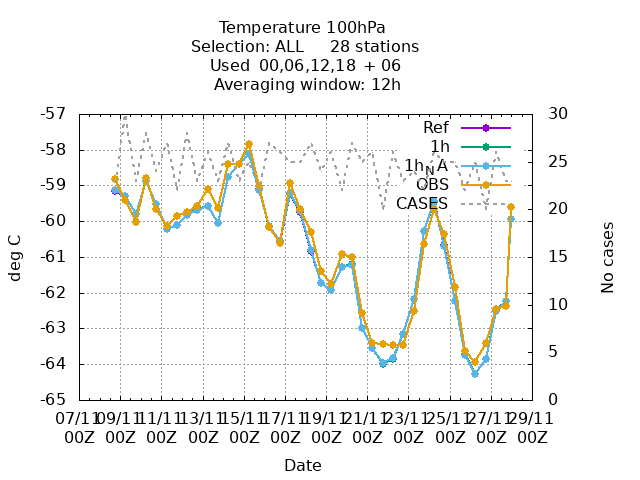 Temperature 100hPa
Selection: ALL 28 stations
Used 00,06,12,18 + 06
Averaging window: 12h
-57
-58
-59
-60
-61
-62
-63
-64
-65
30
25
20
15
10
5
0
Ref
1h
1h_NA
OBS
CASES
deg C
No cases
07/11 09/11 11/11 13/11 15/11 17/11 19/11 21/11 23/11 25/11 27/11 29/11
00Z 00Z 00Z 00Z 00Z 00Z 00Z 00Z 00Z 00Z 00Z 00Z
Date